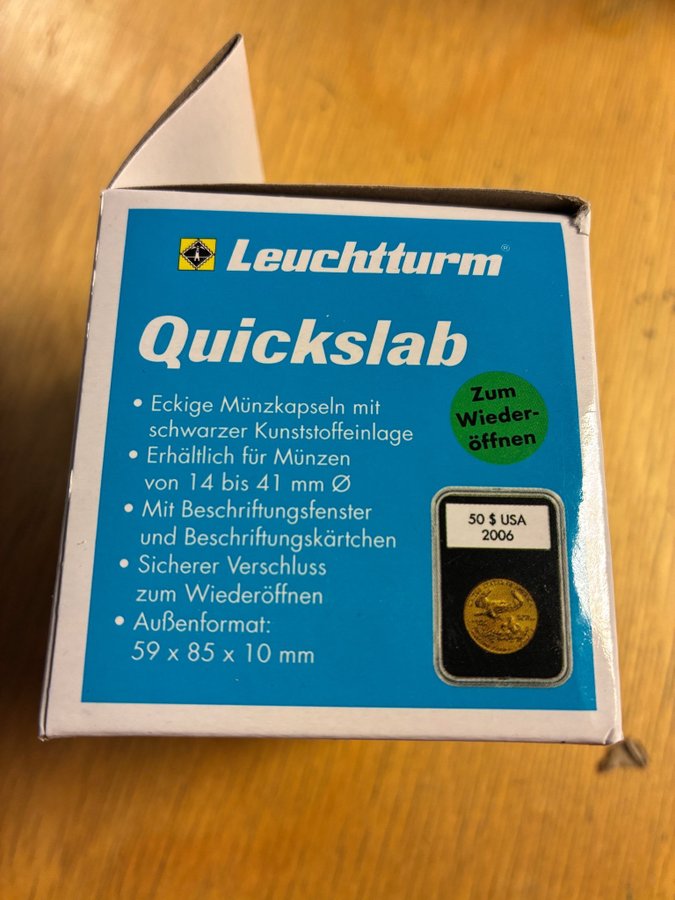 Leuchtturm®
Quickslab
• Eckige Münzkapseln mit
schwarzer Kunststoffeinlage
• Erhältlich für Münzen
von 14 bis 41 mm Ø
• Mit Beschriftungsfenster
und Beschriftungskärtchen
• Sicherer Verschluss
zum Wiederöffnen
• Außenformat:
59 x 85 x 10 mm
Zum
Wieder-
öffnen
50 $ USA
2006